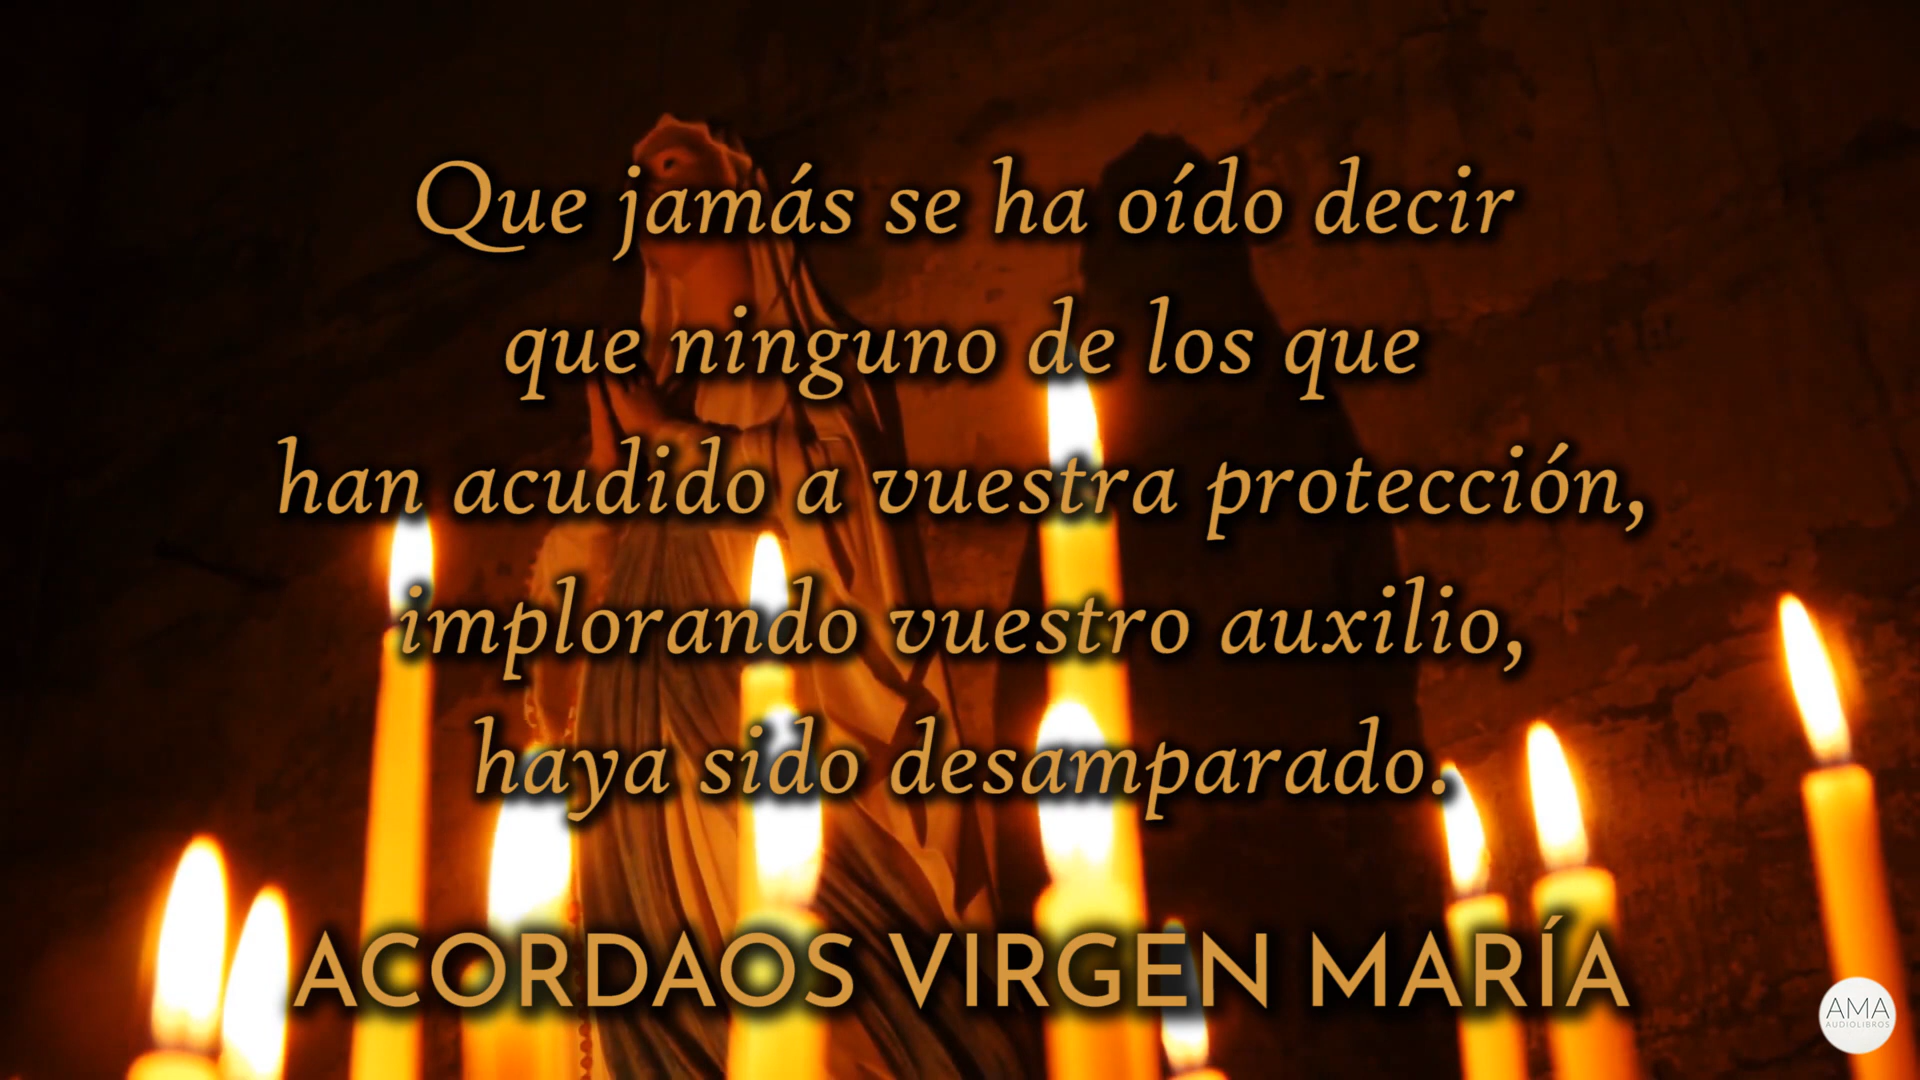 Que jamás se ha oído decir
que ninguno de los que
han acudido a vuestra protección,
implorando vuestro auxilio,
haya sido desamparado.
ACORDAOS VIRGEN MARÍA
AMA
AUDIOLIBROS